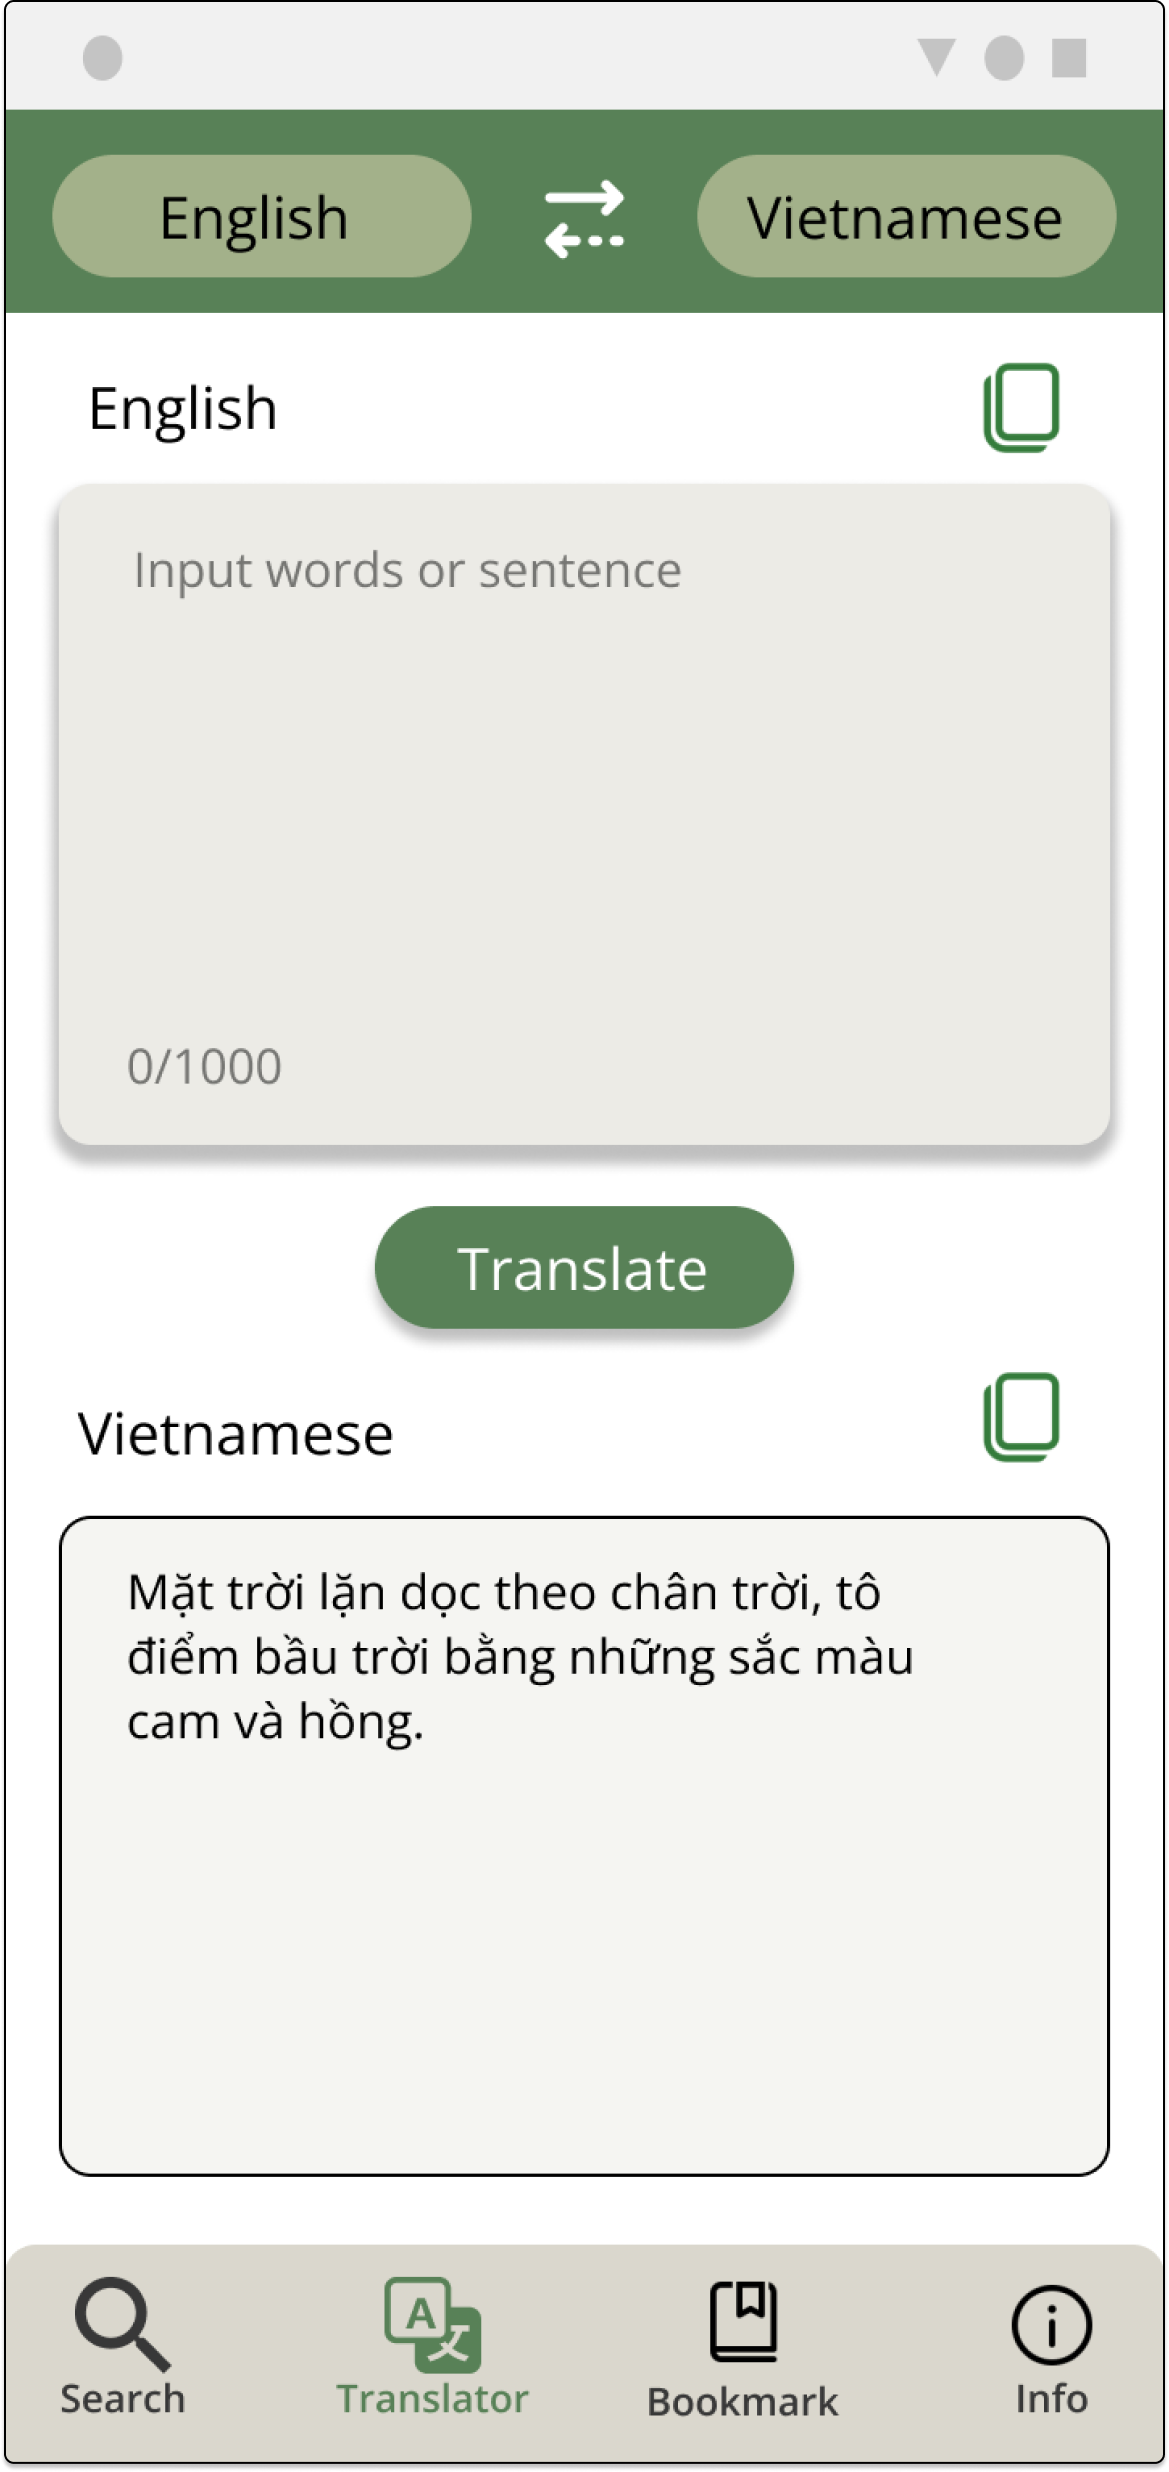 English
Vietnamese
English
Input words or sentence
0/1000
Translate
Vietnamese
Mặt trời lặn dọc theo chân trời, tô
điểm bầu trời bằng những sắc màu
cam và hồng.
A
文
Search
Translator
Bookmark
Info